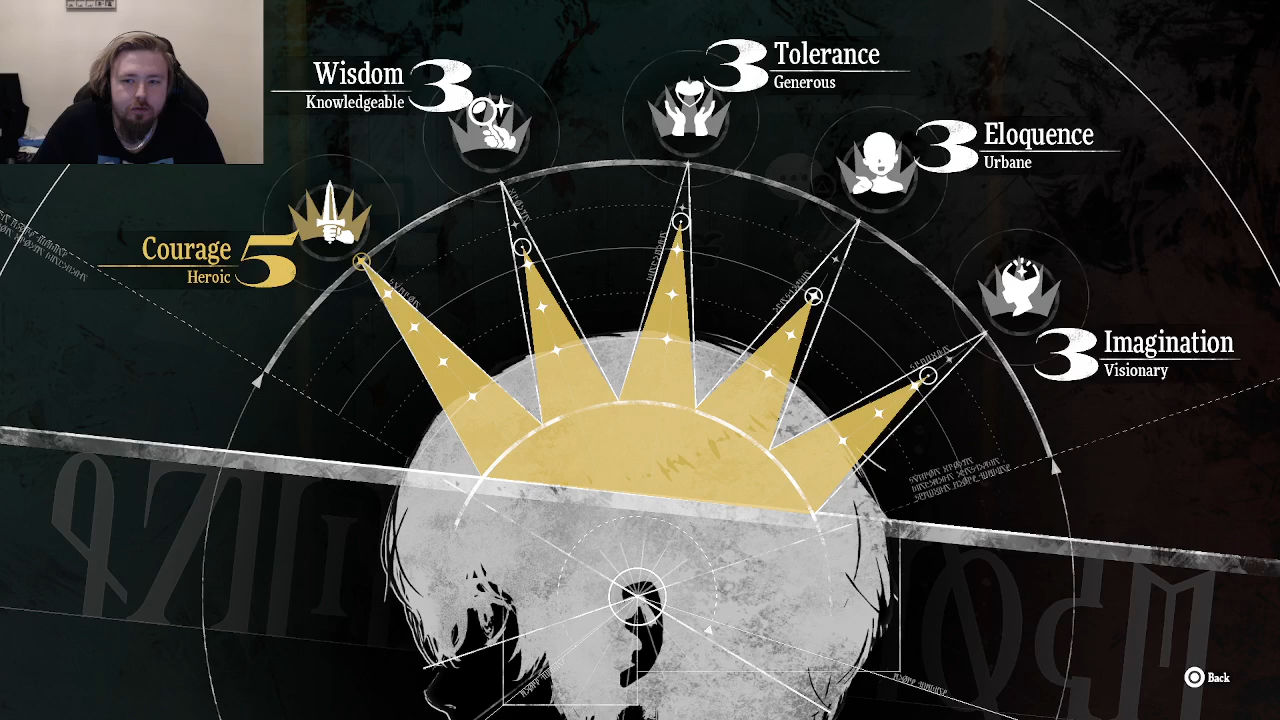 Wisdom 3
Knowledgeable
Tolerance 3
Generous
Eloquence 3
Urbane
Courage 5
Heroic
Imagination 3
Visionary
Back